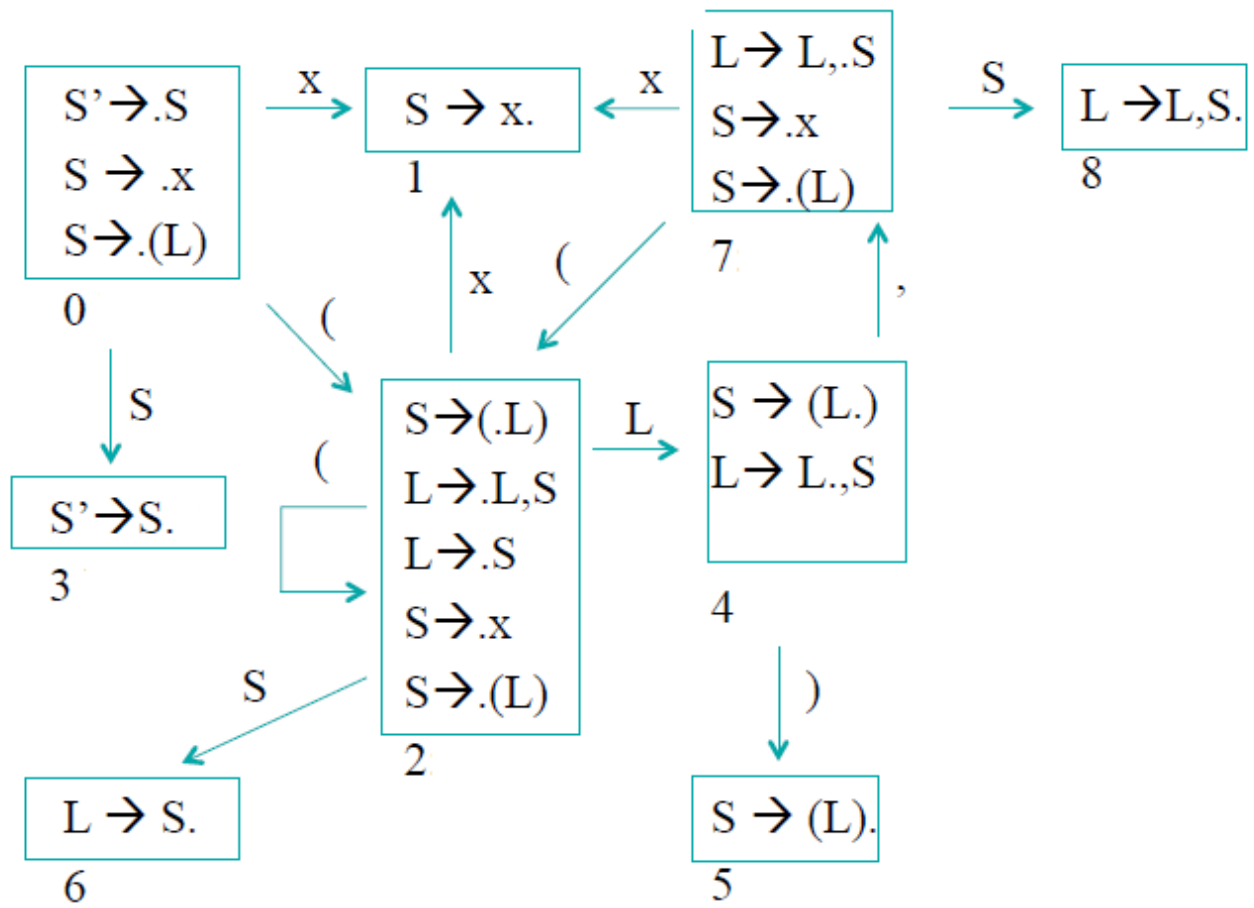 S’→.S
S → .x
S→.(L)
0
x
S → x.
1
x
L→ L,.S
S→.x
S→.(L)
7
S
L →L,S.
8
(
x
(
,
S
S’→S.
3
(
S→(.L)
L→.L,S
L→.S
S→.x
S→.(L)
2
L
S → (L.)
L→ L.,S
4
S
)
L → S.
6
S → (L).
5